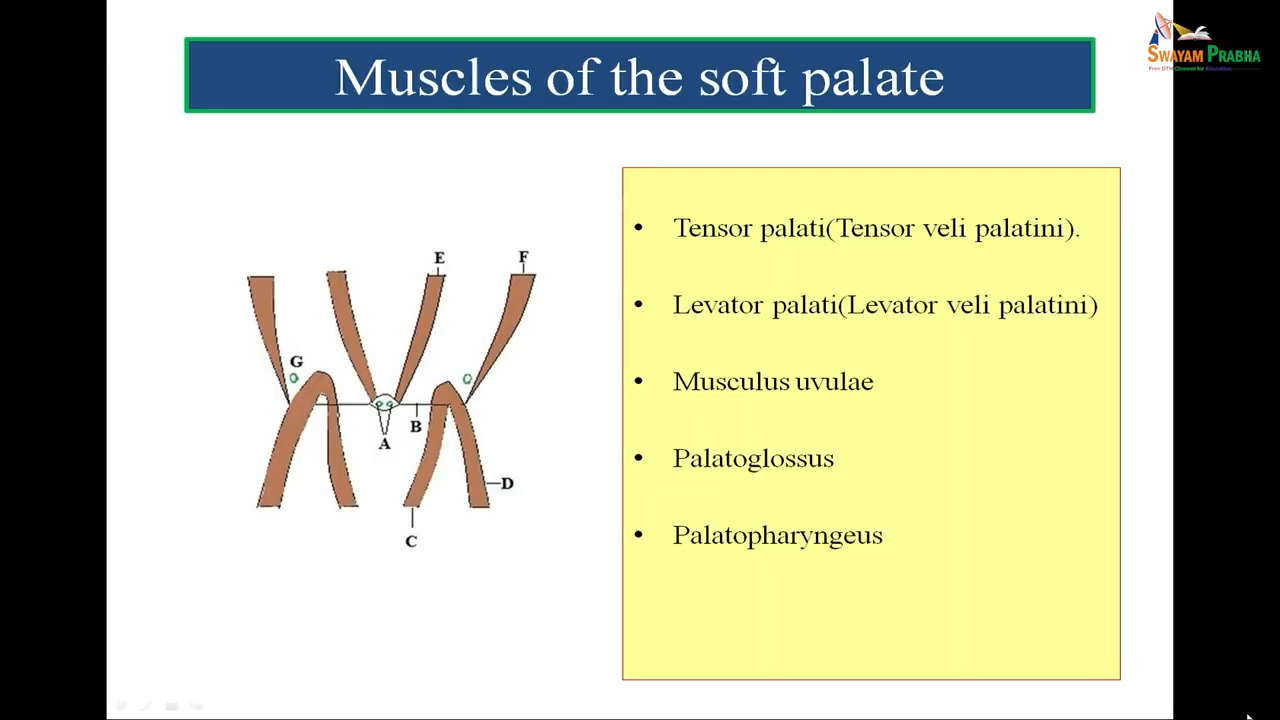 SWAYAM PRABHA
Free DTH Channel for Education
Muscles of the soft palate
E
F
G
B
A
D
C
• Tensor palati(Tensor veli palatini).
• Levator palati(Levator veli palatini)
• Musculus uvulae
• Palatoglossus
• Palatopharyngeus